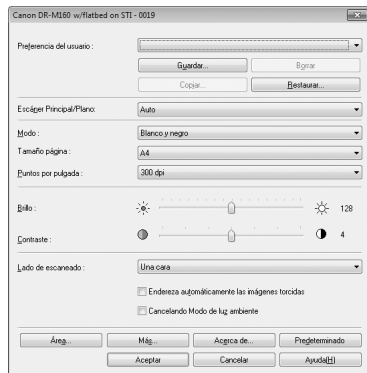 Canon DR-M160 w/flatbed on STI - 0019
Preferencia del usuario :
Guardar... Borrar
Copiar... Restaurar...
Escáner Principal/Plano: Auto
Modo : Blanco y negro
Tamaño página : A4
Puntos por pulgada : 300 dpi
Brillo : 128
Contraste : 4
Lado de escaneado : Una cara
Endereza automáticamente las imágenes torcidas
Cancelando Modo de luz ambiente
Área... Más... Acerca de... Predeterminado
Aceptar Cancelar Ayuda(H)